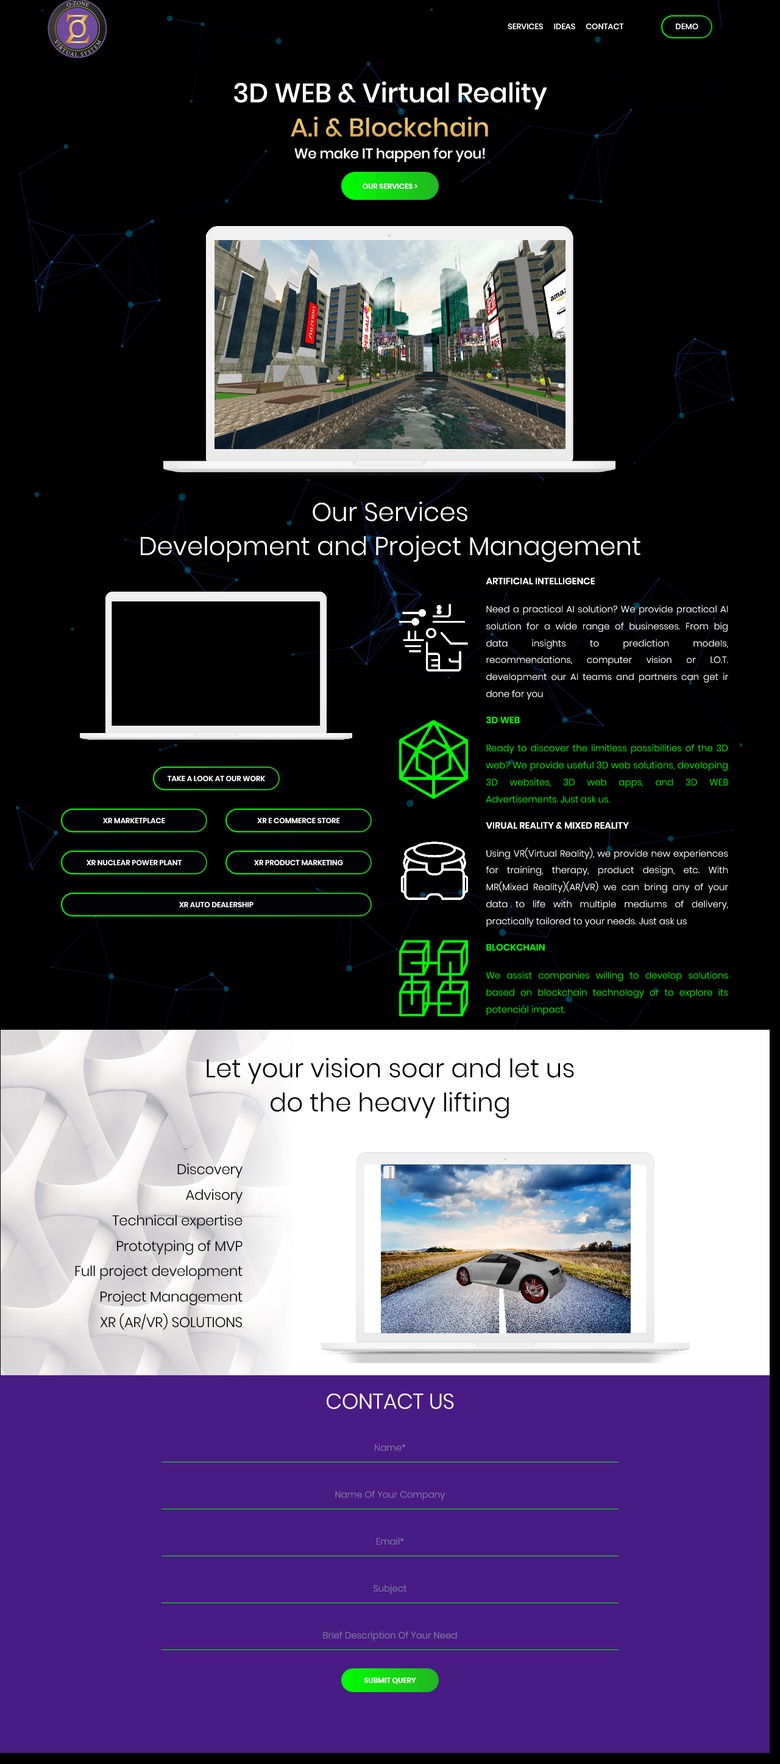 O-ZONE
VIRTUAL SYSTEM
SERVICES IDEAS CONTACT DEMO
3D WEB & Virtual Reality
A.i & Blockchain
We make IT happen for you!
OUR SERVICES >
Our Services
Development and Project Management
ARTIFICIAL INTELLIGENCE
Need a practical AI solution? We provide practical AI
solution for a wide range of businesses. From big
data insights to prediction models,
recommendations, computer vision or I.O.T.
development our AI teams and partners can get ir
done for you
3D WEB
Ready to discover the limitless possibilities of the 3D
web? We provide useful 3D web solutions, developing
3D websites, 3D web apps, and 3D WEB
Advertisements. Just ask us.
VIRUAL REALITY & MIXED REALITY
Using VR(Virtual Reality), we provide new experiences
for training, therapy, product design, etc. With
MR(Mixed Reality)(AR/VR) we can bring any of your
data to life with multiple mediums of delivery,
practically tailored to your needs. Just ask us
BLOCKCHAIN
We assist companies willing to develop solutions
based on blockchain technology or to explore its
potencial impact.
TAKE A LOOK AT OUR WORK
XR MARKETPLACE
XR E COMMERCE STORE
XR NUCLEAR POWER PLANT
XR PRODUCT MARKETING
XR AUTO DEALERSHIP
Let your vision soar and let us
do the heavy lifting
Discovery
Advisory
Technical expertise
Prototyping of MVP
Full project development
Project Management
XR (AR/VR) SOLUTIONS
CONTACT US
Name*
Name Of Your Company
Email*
Subject
Brief Description Of Your Need
SUBMIT QUERY